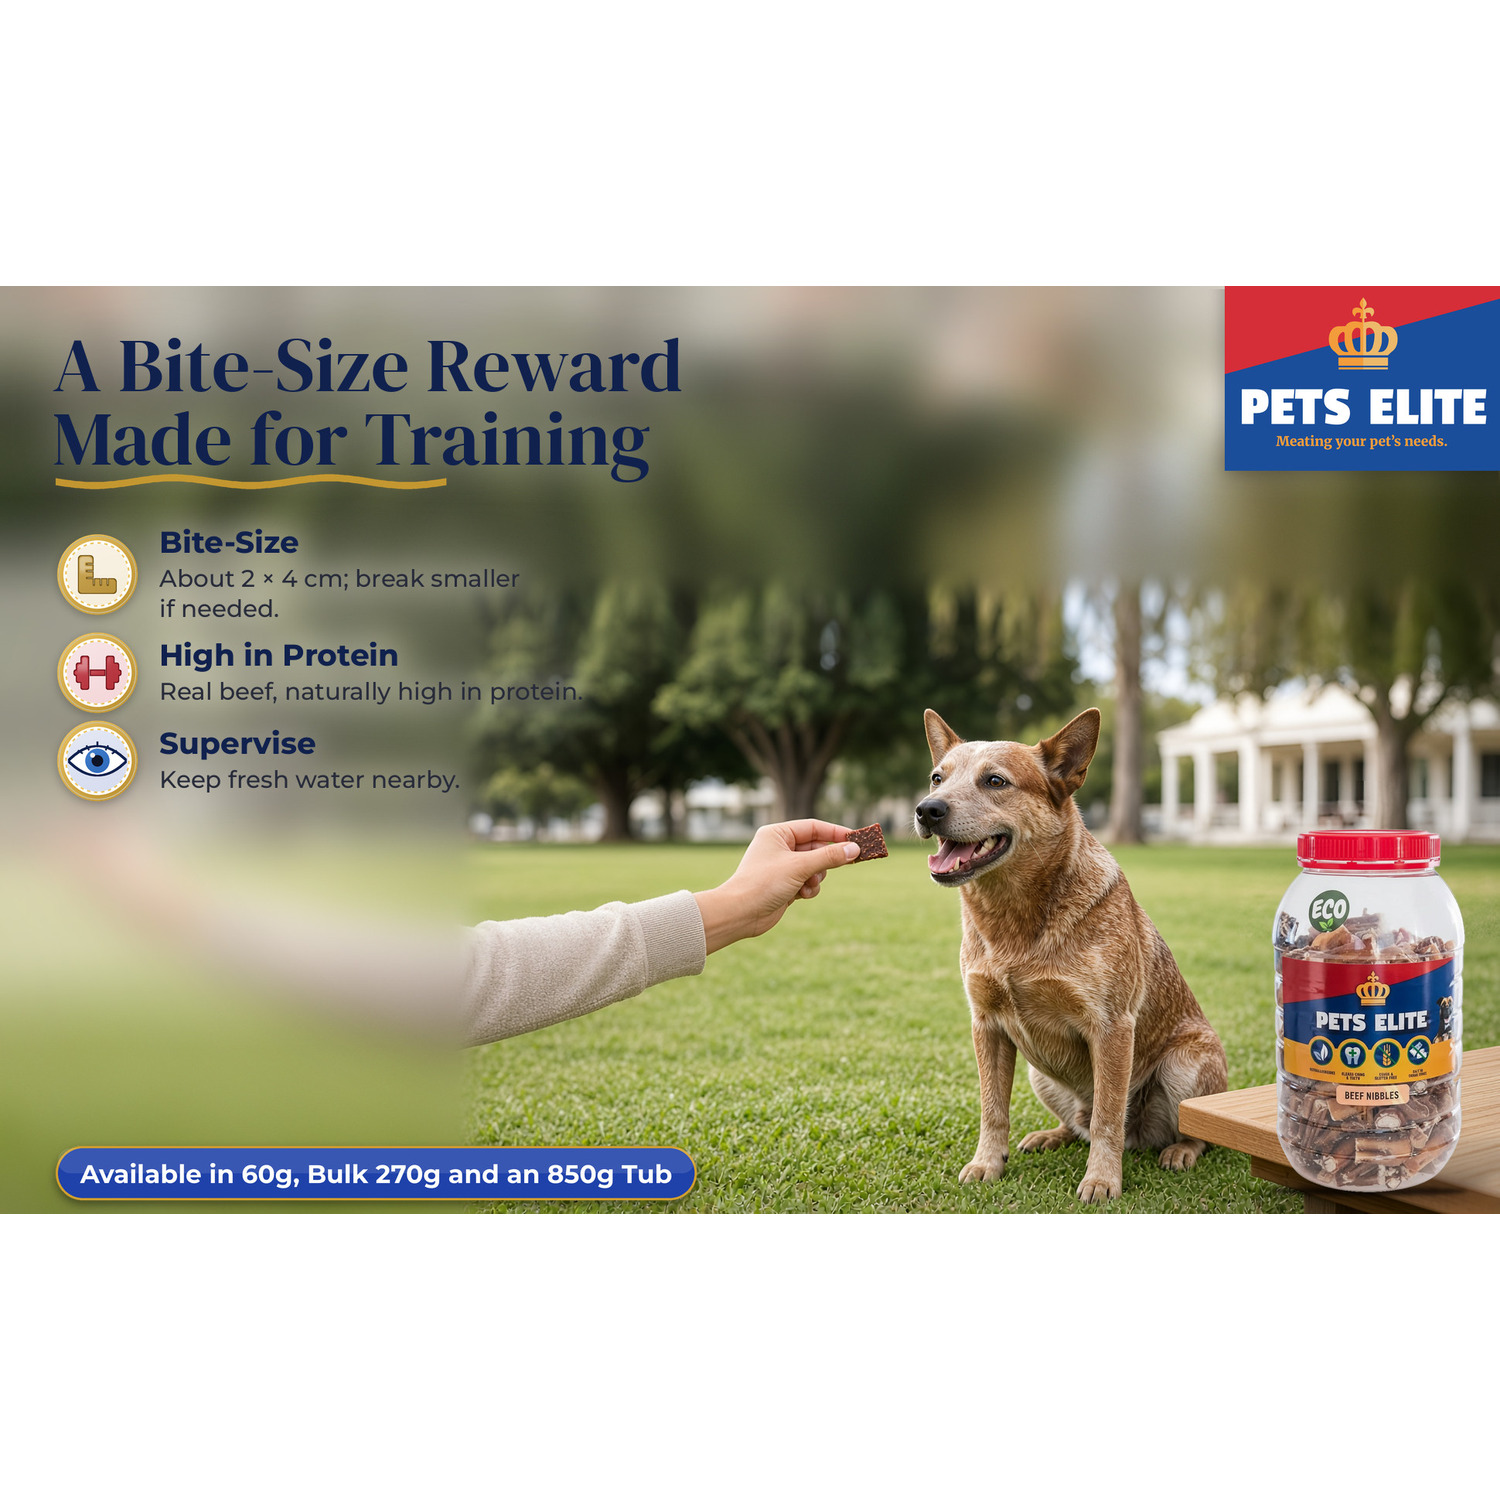 A Bite-Size Reward
Made for Training
Bite-Size
About 2 × 4 cm; break smaller
if needed.
High in Protein
Real beef, naturally high in protein.
Supervise
Keep fresh water nearby.
Available in 60g, Bulk 270g and an 850g Tub
PETS ELITE
Meating your pet's needs.
ECO
PETS ELITE
BEEF NIBBLES